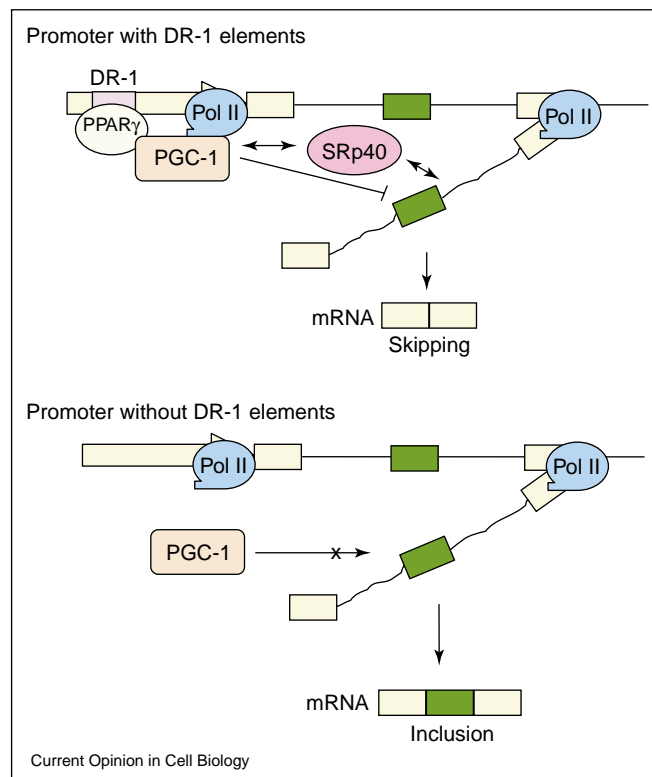 Promoter with DR-1 elements
DR-1
PPARγ
Pol II
Pol II
PGC-1
SRp40
mRNA
Skipping
Promoter without DR-1 elements
Pol II
Pol II
PGC-1
x
mRNA
Inclusion
Current Opinion in Cell Biology